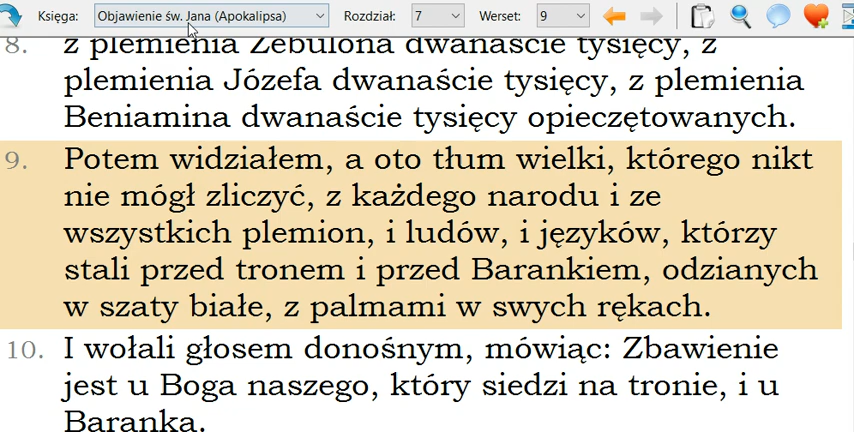 Księga: Objawienie św. Jana (Apokalipsa) Rozdział: 7 Werset: 9
8. z plemienia Zebulona dwanaście tysięcy, z
plemienia Józefa dwanaście tysięcy, z plemienia
Beniamina dwanaście tysięcy opieczętowanych.
9. Potem widziałem, a oto tłum wielki, którego nikt
nie mógł zliczyć, z każdego narodu i ze
wszystkich plemion, i ludów, i języków, którzy
stali przed tronem i przed Barankiem, odzianych
w szaty białe, z palmami w swych rękach.
10. I wołali głosem donośnym, mówiąc: Zbawienie
jest u Boga naszego, który siedzi na tronie, i u
Baranka.